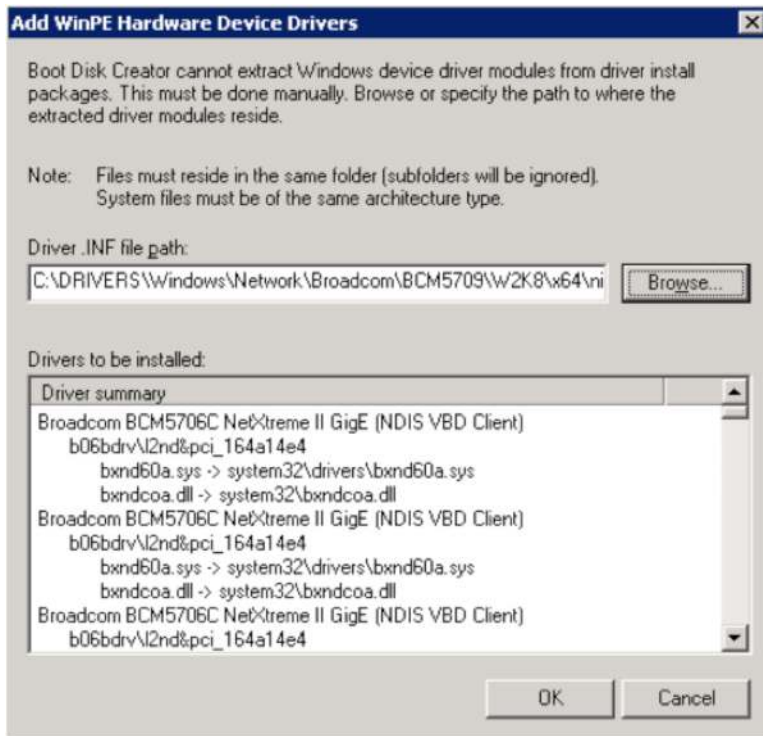 Add WinPE Hardware Device Drivers
Boot Disk Creator cannot extract Windows device driver modules from driver install
packages. This must be done manually. Browse or specify the path to where the
extracted driver modules reside.
Note: Files must reside in the same folder (subfolders will be ignored).
System files must be of the same architecture type.
Driver .INF file path:
C:\DRIVERS\Windows\Network\Broadcom\BCM5709\W2K8\x64\ni
Browse...
Drivers to be installed:
Driver summary
Broadcom BCM5706C NetXtreme II GigE (NDIS VBD Client)
b06bdrv\l2nd&pci_164a14e4
bxnd60a.sys -> system32\drivers\bxnd60a.sys
bxndcoa.dll -> system32\bxndcoa.dll
Broadcom BCM5706C NetXtreme II GigE (NDIS VBD Client)
b06bdrv\l2nd&pci_164a14e4
bxnd60a.sys -> system32\drivers\bxnd60a.sys
bxndcoa.dll -> system32\bxndcoa.dll
Broadcom BCM5706C NetXtreme II GigE (NDIS VBD Client)
b06bdrv\l2nd&pci_164a14e4
OK Cancel